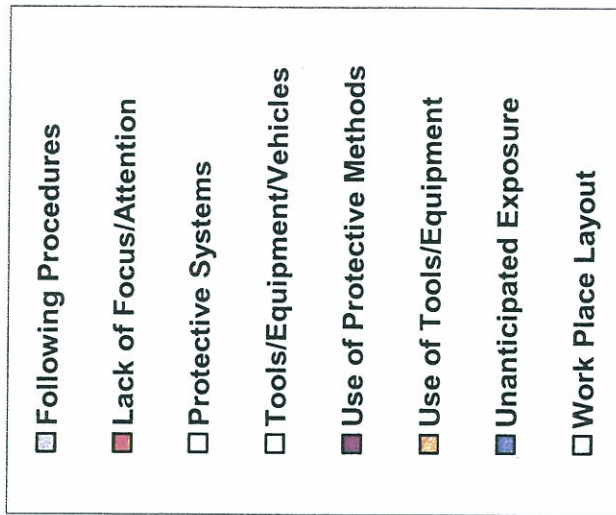 Following Procedures
Lack of Focus/Attention
Protective Systems
Tools/Equipment/Vehicles
Use of Protective Methods
Use of Tools/Equipment
Unanticipated Exposure
Work Place Layout